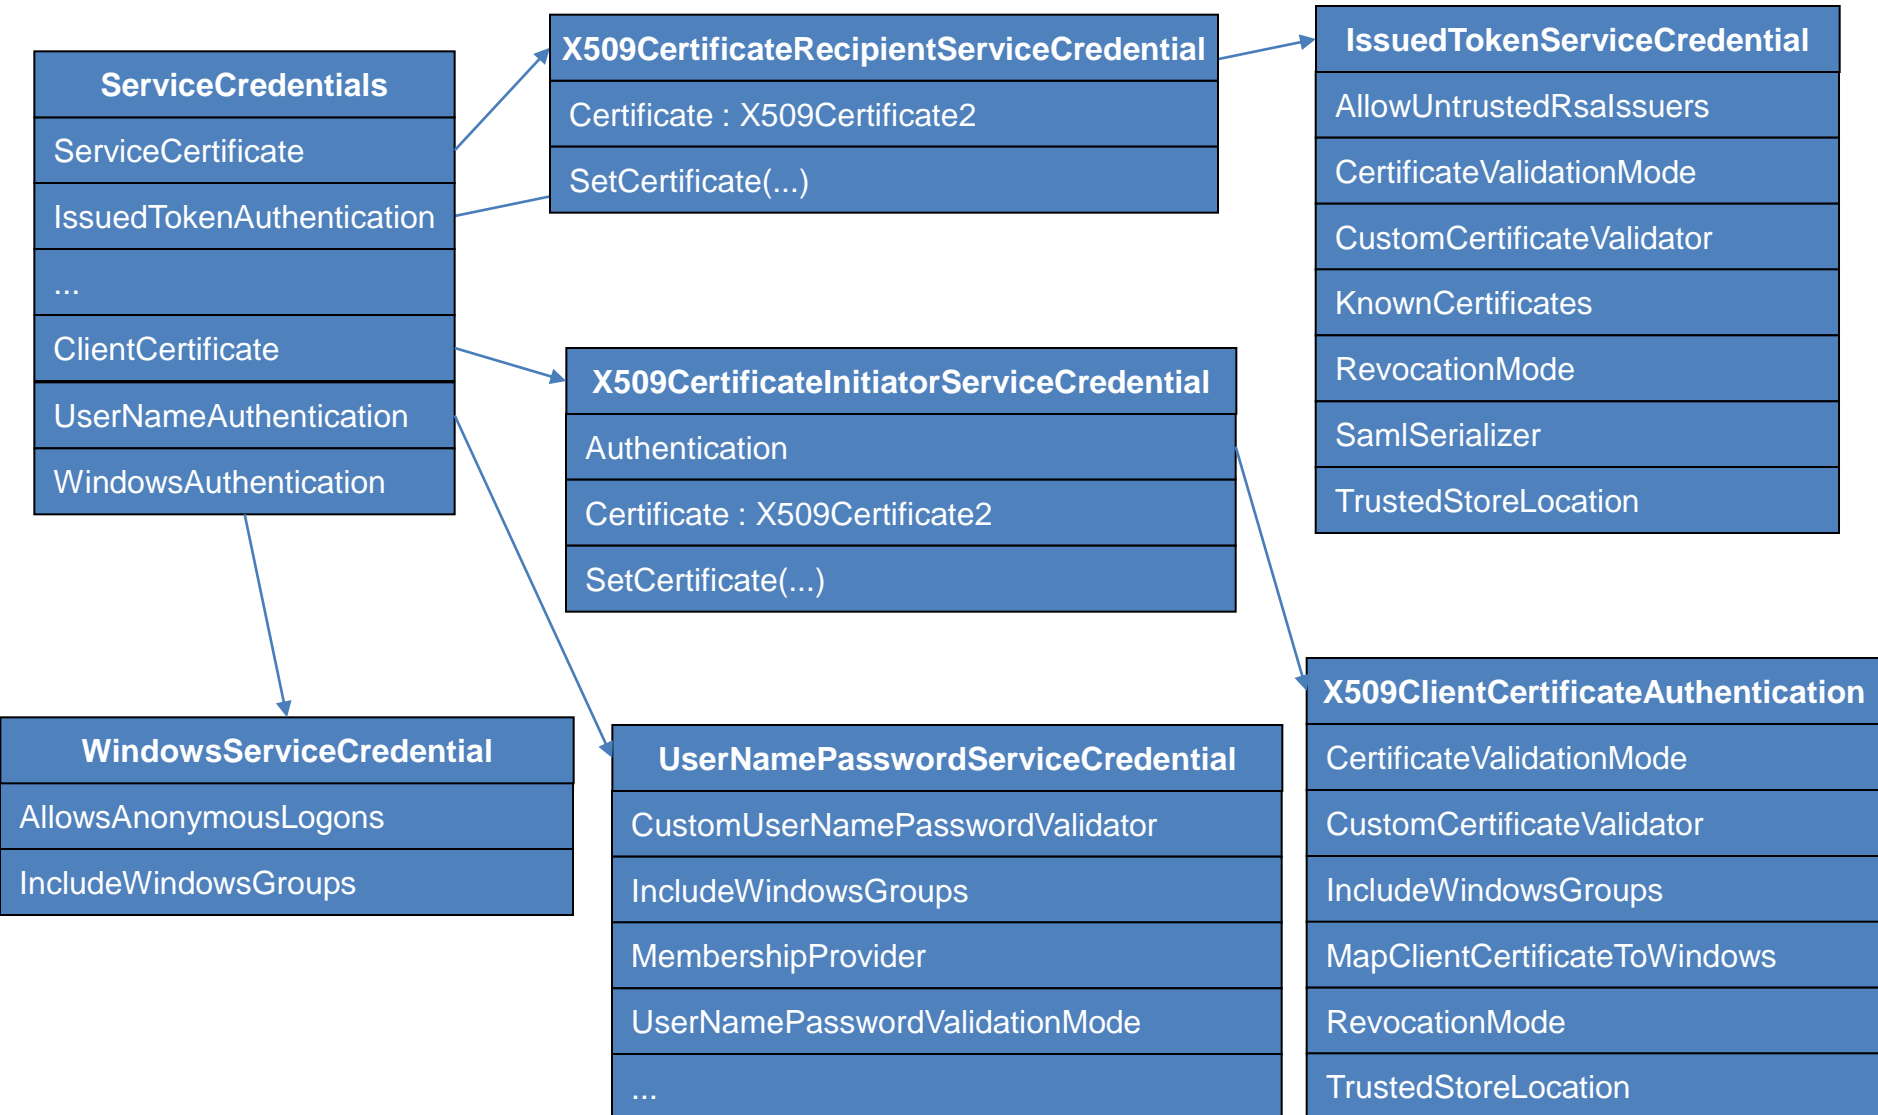 ServiceCredentials
ServiceCertificate
IssuedTokenAuthentication
...
ClientCertificate
UserNameAuthentication
WindowsAuthentication
X509CertificateRecipientServiceCredential
Certificate : X509Certificate2
SetCertificate(...)
IssuedTokenServiceCredential
AllowUntrustedRsaIssuers
CertificateValidationMode
CustomCertificateValidator
KnownCertificates
RevocationMode
SamlSerializer
TrustedStoreLocation
X509CertificateInitiatorServiceCredential
Authentication
Certificate : X509Certificate2
SetCertificate(...)
WindowsServiceCredential
AllowsAnonymousLogons
IncludeWindowsGroups
UserNamePasswordServiceCredential
CustomUserNamePasswordValidator
IncludeWindowsGroups
MembershipProvider
UserNamePasswordValidationMode
...
X509ClientCertificateAuthentication
CertificateValidationMode
CustomCertificateValidator
IncludeWindowsGroups
MapClientCertificateToWindows
RevocationMode
TrustedStoreLocation